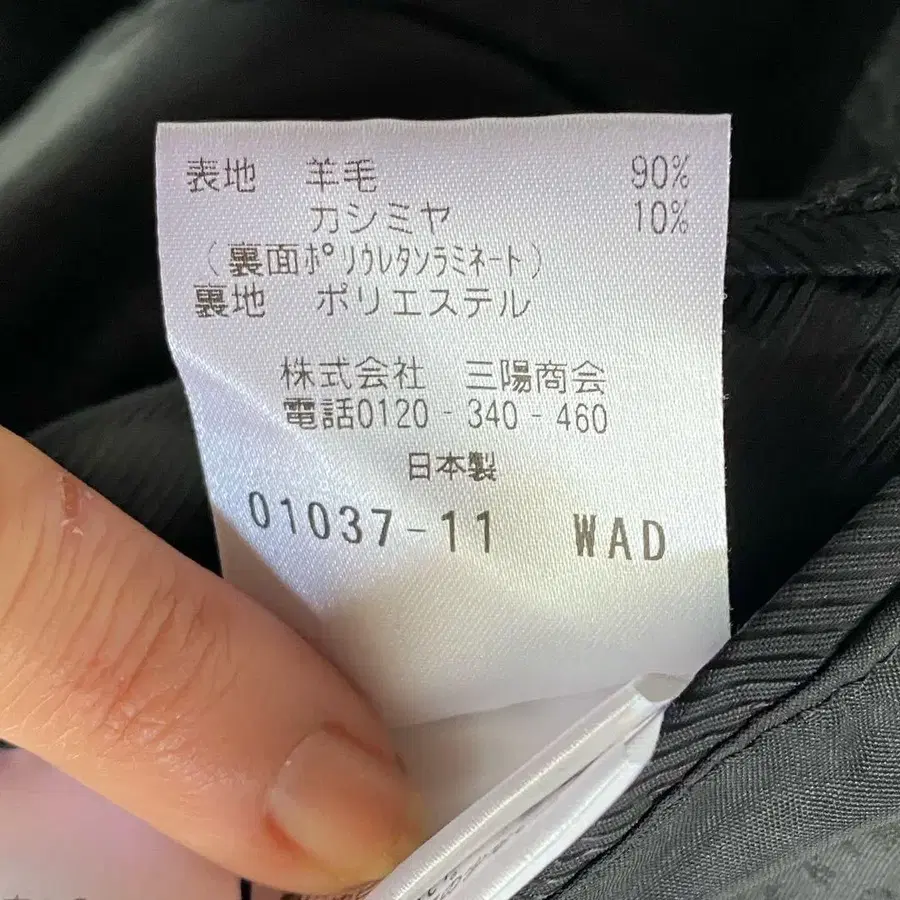 表地 羊毛 90%
カシミヤ 10%
(裏面ポリウレタンラミネート)
裏地 ポリエステル
株式会社 三陽商会
電話0120-340-460
日本製
01037-11 WAD